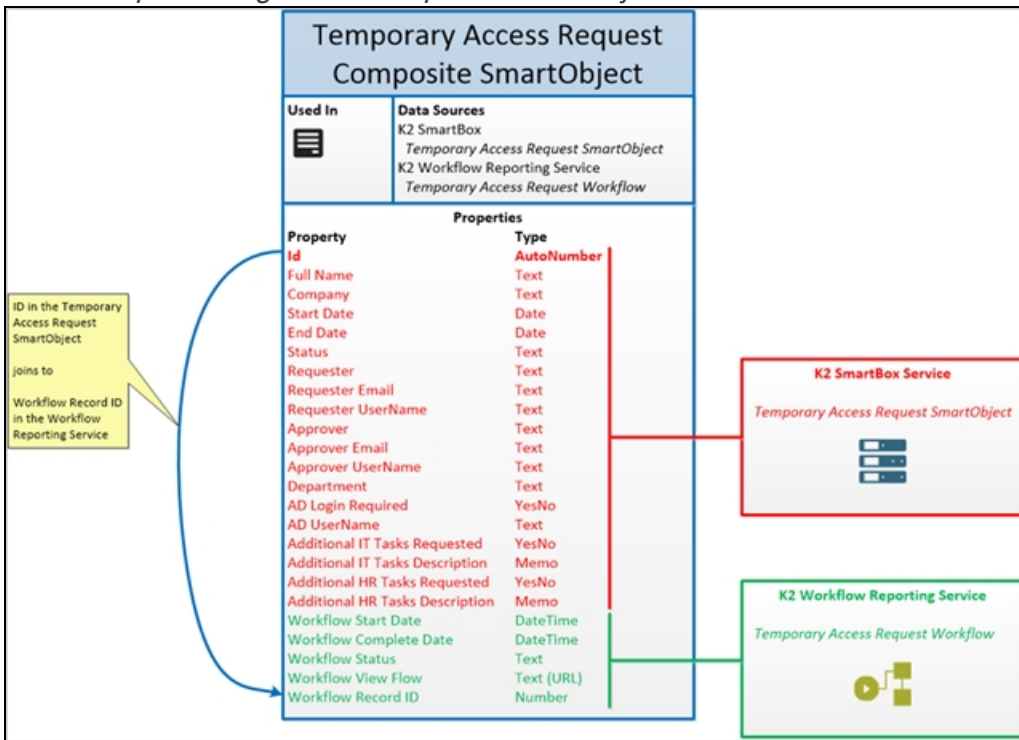 Temporary Access Request
Composite SmartObject
Used In
Data Sources
K2 SmartBox
Temporary Access Request SmartObject
K2 Workflow Reporting Service
Temporary Access Request Workflow
Properties
Property Type
Id AutoNumber
Full Name Text
Company Text
Start Date Date
End Date Date
Status Text
Requester Text
Requester Email Text
Requester UserName Text
Approver Text
Approver Email Text
Approver UserName Text
Department Text
AD Login Required YesNo
AD UserName Text
Additional IT Tasks Requested YesNo
Additional IT Tasks Description Memo
Additional HR Tasks Requested YesNo
Additional HR Tasks Description Memo
Workflow Start Date DateTime
Workflow Complete Date DateTime
Workflow Status Text
Workflow View Flow Text (URL)
Workflow Record ID Number
ID in the Temporary
Access Request
SmartObject
joins to
Workflow Record ID
in the Workflow
Reporting Service
K2 SmartBox Service
Temporary Access Request SmartObject
K2 Workflow Reporting Service
Temporary Access Request Workflow